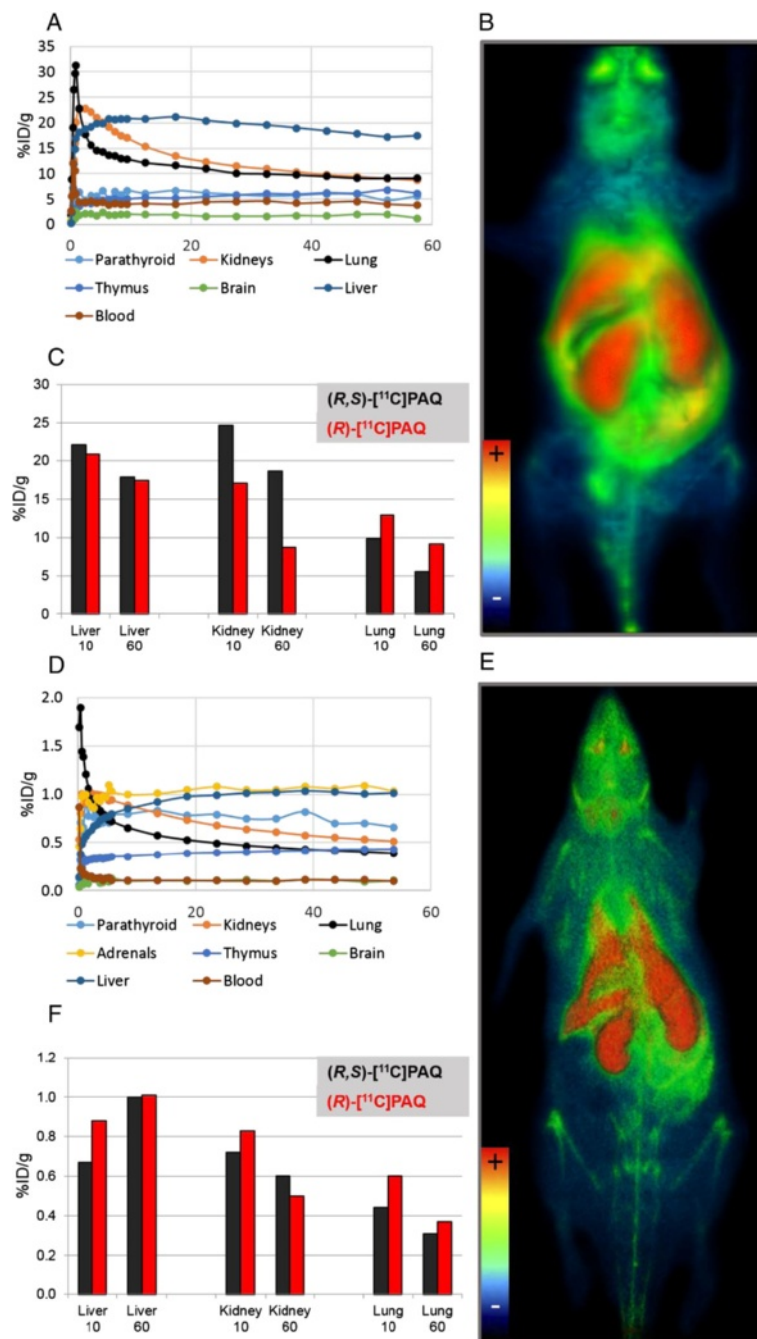 A
35
30
25
20
15
10
5
0
%ID/g
0 20 40 60
Parathyroid Kidneys Lung
Thymus Brain Liver
Blood
B
+
-
C
30
25
20
15
10
5
0
%ID/g
(R,S)-[¹¹C]PAQ
(R)-[¹¹C]PAQ
Liver Liver Kidney Kidney Lung Lung
10 60 10 60 10 60
D
2.0
1.5
1.0
0.5
0.0
%ID/g
0 20 40 60
Parathyroid Kidneys Lung
Adrenals Thymus Brain
Liver Blood
E
+
-
F
1.2
1.0
0.8
0.6
0.4
0.2
0.0
%ID/g
(R,S)-[¹¹C]PAQ
(R)-[¹¹C]PAQ
Liver Liver Kidney Kidney Lung Lung
10 60 10 60 10 60